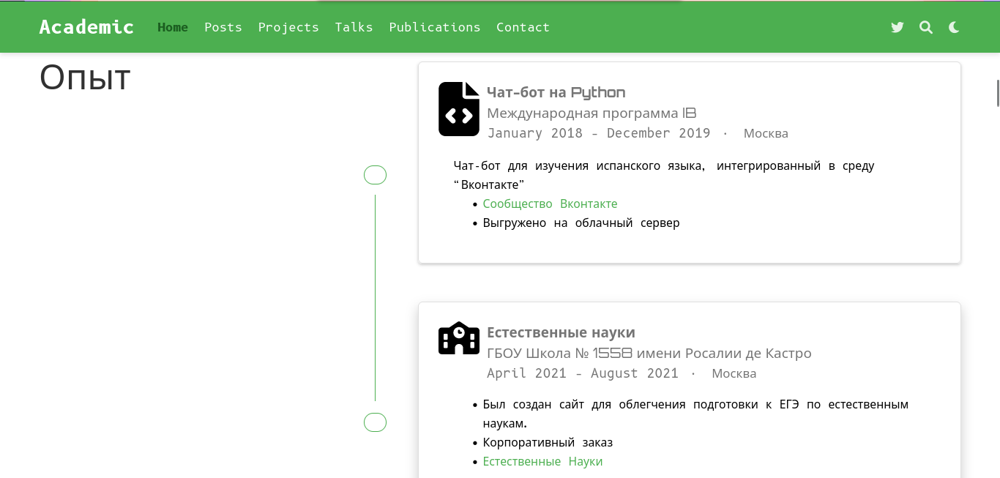 Academic Home Posts Projects Talks Publications Contact
Опыт
Чат-бот на Python
Международная программа IB
January 2018 - December 2019 · Москва
Чат-бот для изучения испанского языка, интегрированный в среду
“Вконтакте”
• Сообщество Вконтакте
• Выгружено на облачный сервер
Естественные науки
ГБОУ Школа № 1558 имени Росалии де Кастро
April 2021 - August 2021 · Москва
• Был создан сайт для облегчения подготовки к ЕГЭ по естественным
наукам.
• Корпоративный заказ
• Естественные Науки